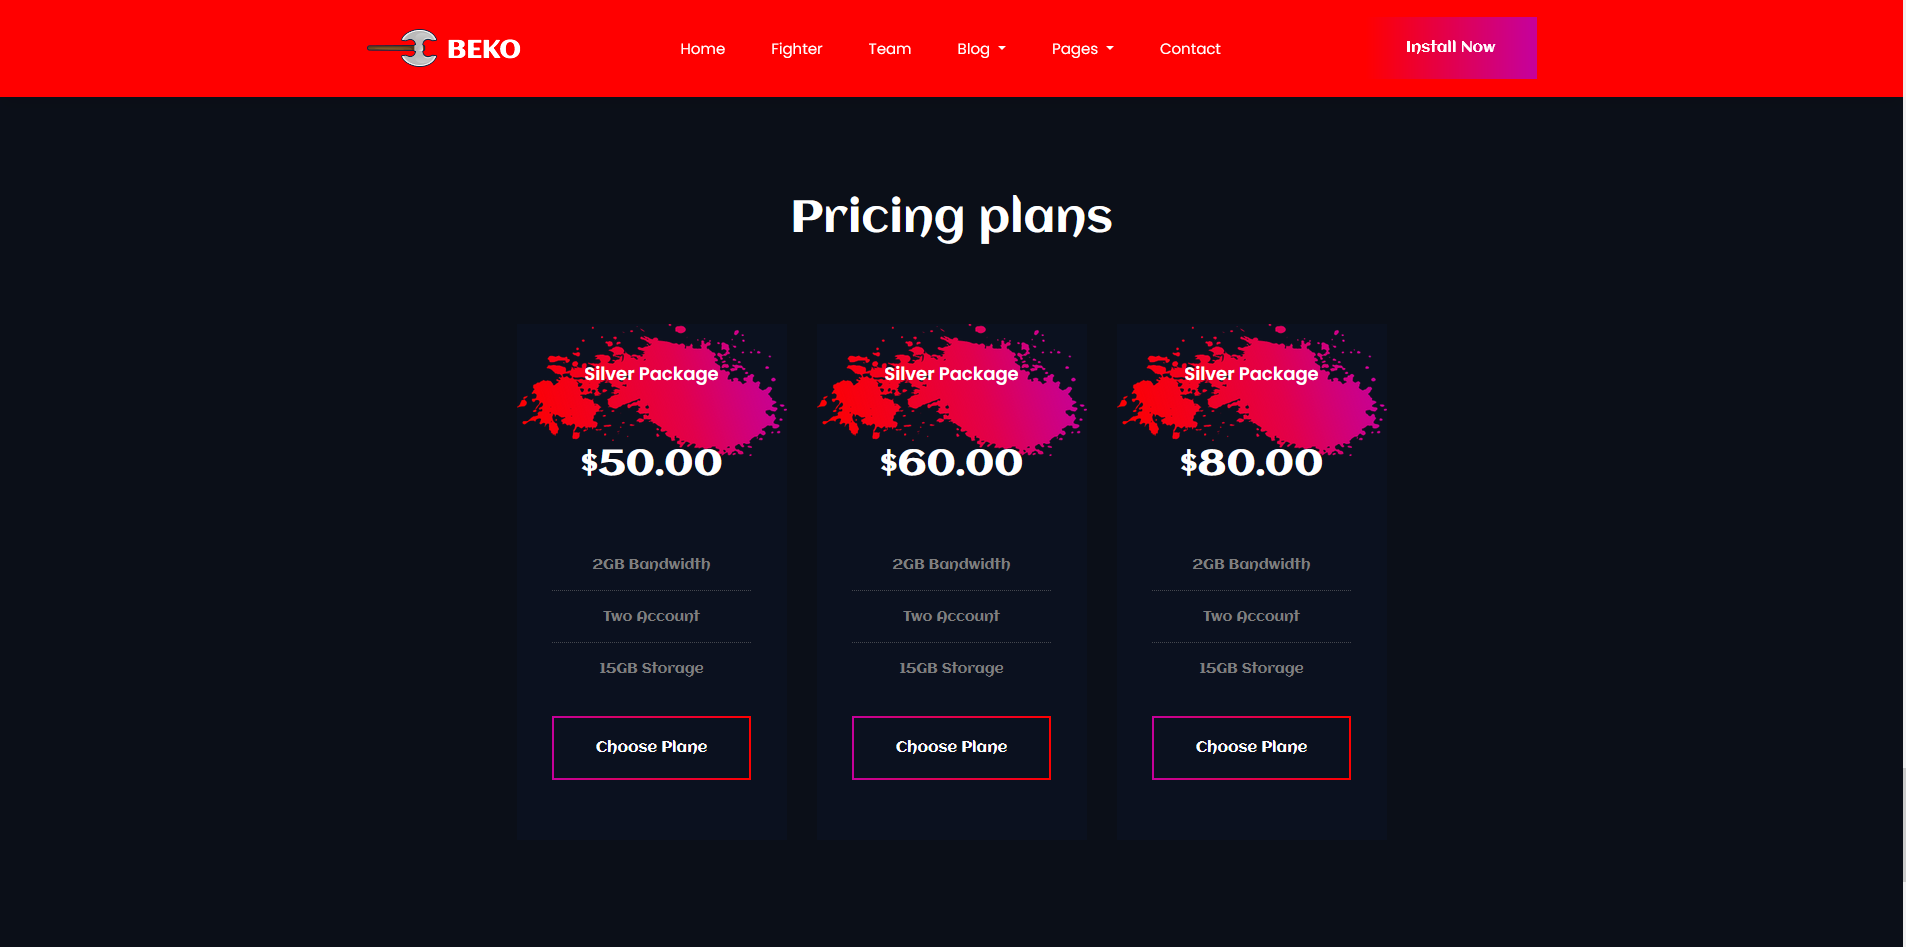 BEKO
Home Fighter Team Blog Pages Contact
Install Now
Pricing plans
Silver Package
$50.00
2GB Bandwidth
Two Account
15GB Storage
Choose Plane
Silver Package
$60.00
2GB Bandwidth
Two Account
15GB Storage
Choose Plane
Silver Package
$80.00
2GB Bandwidth
Two Account
15GB Storage
Choose Plane